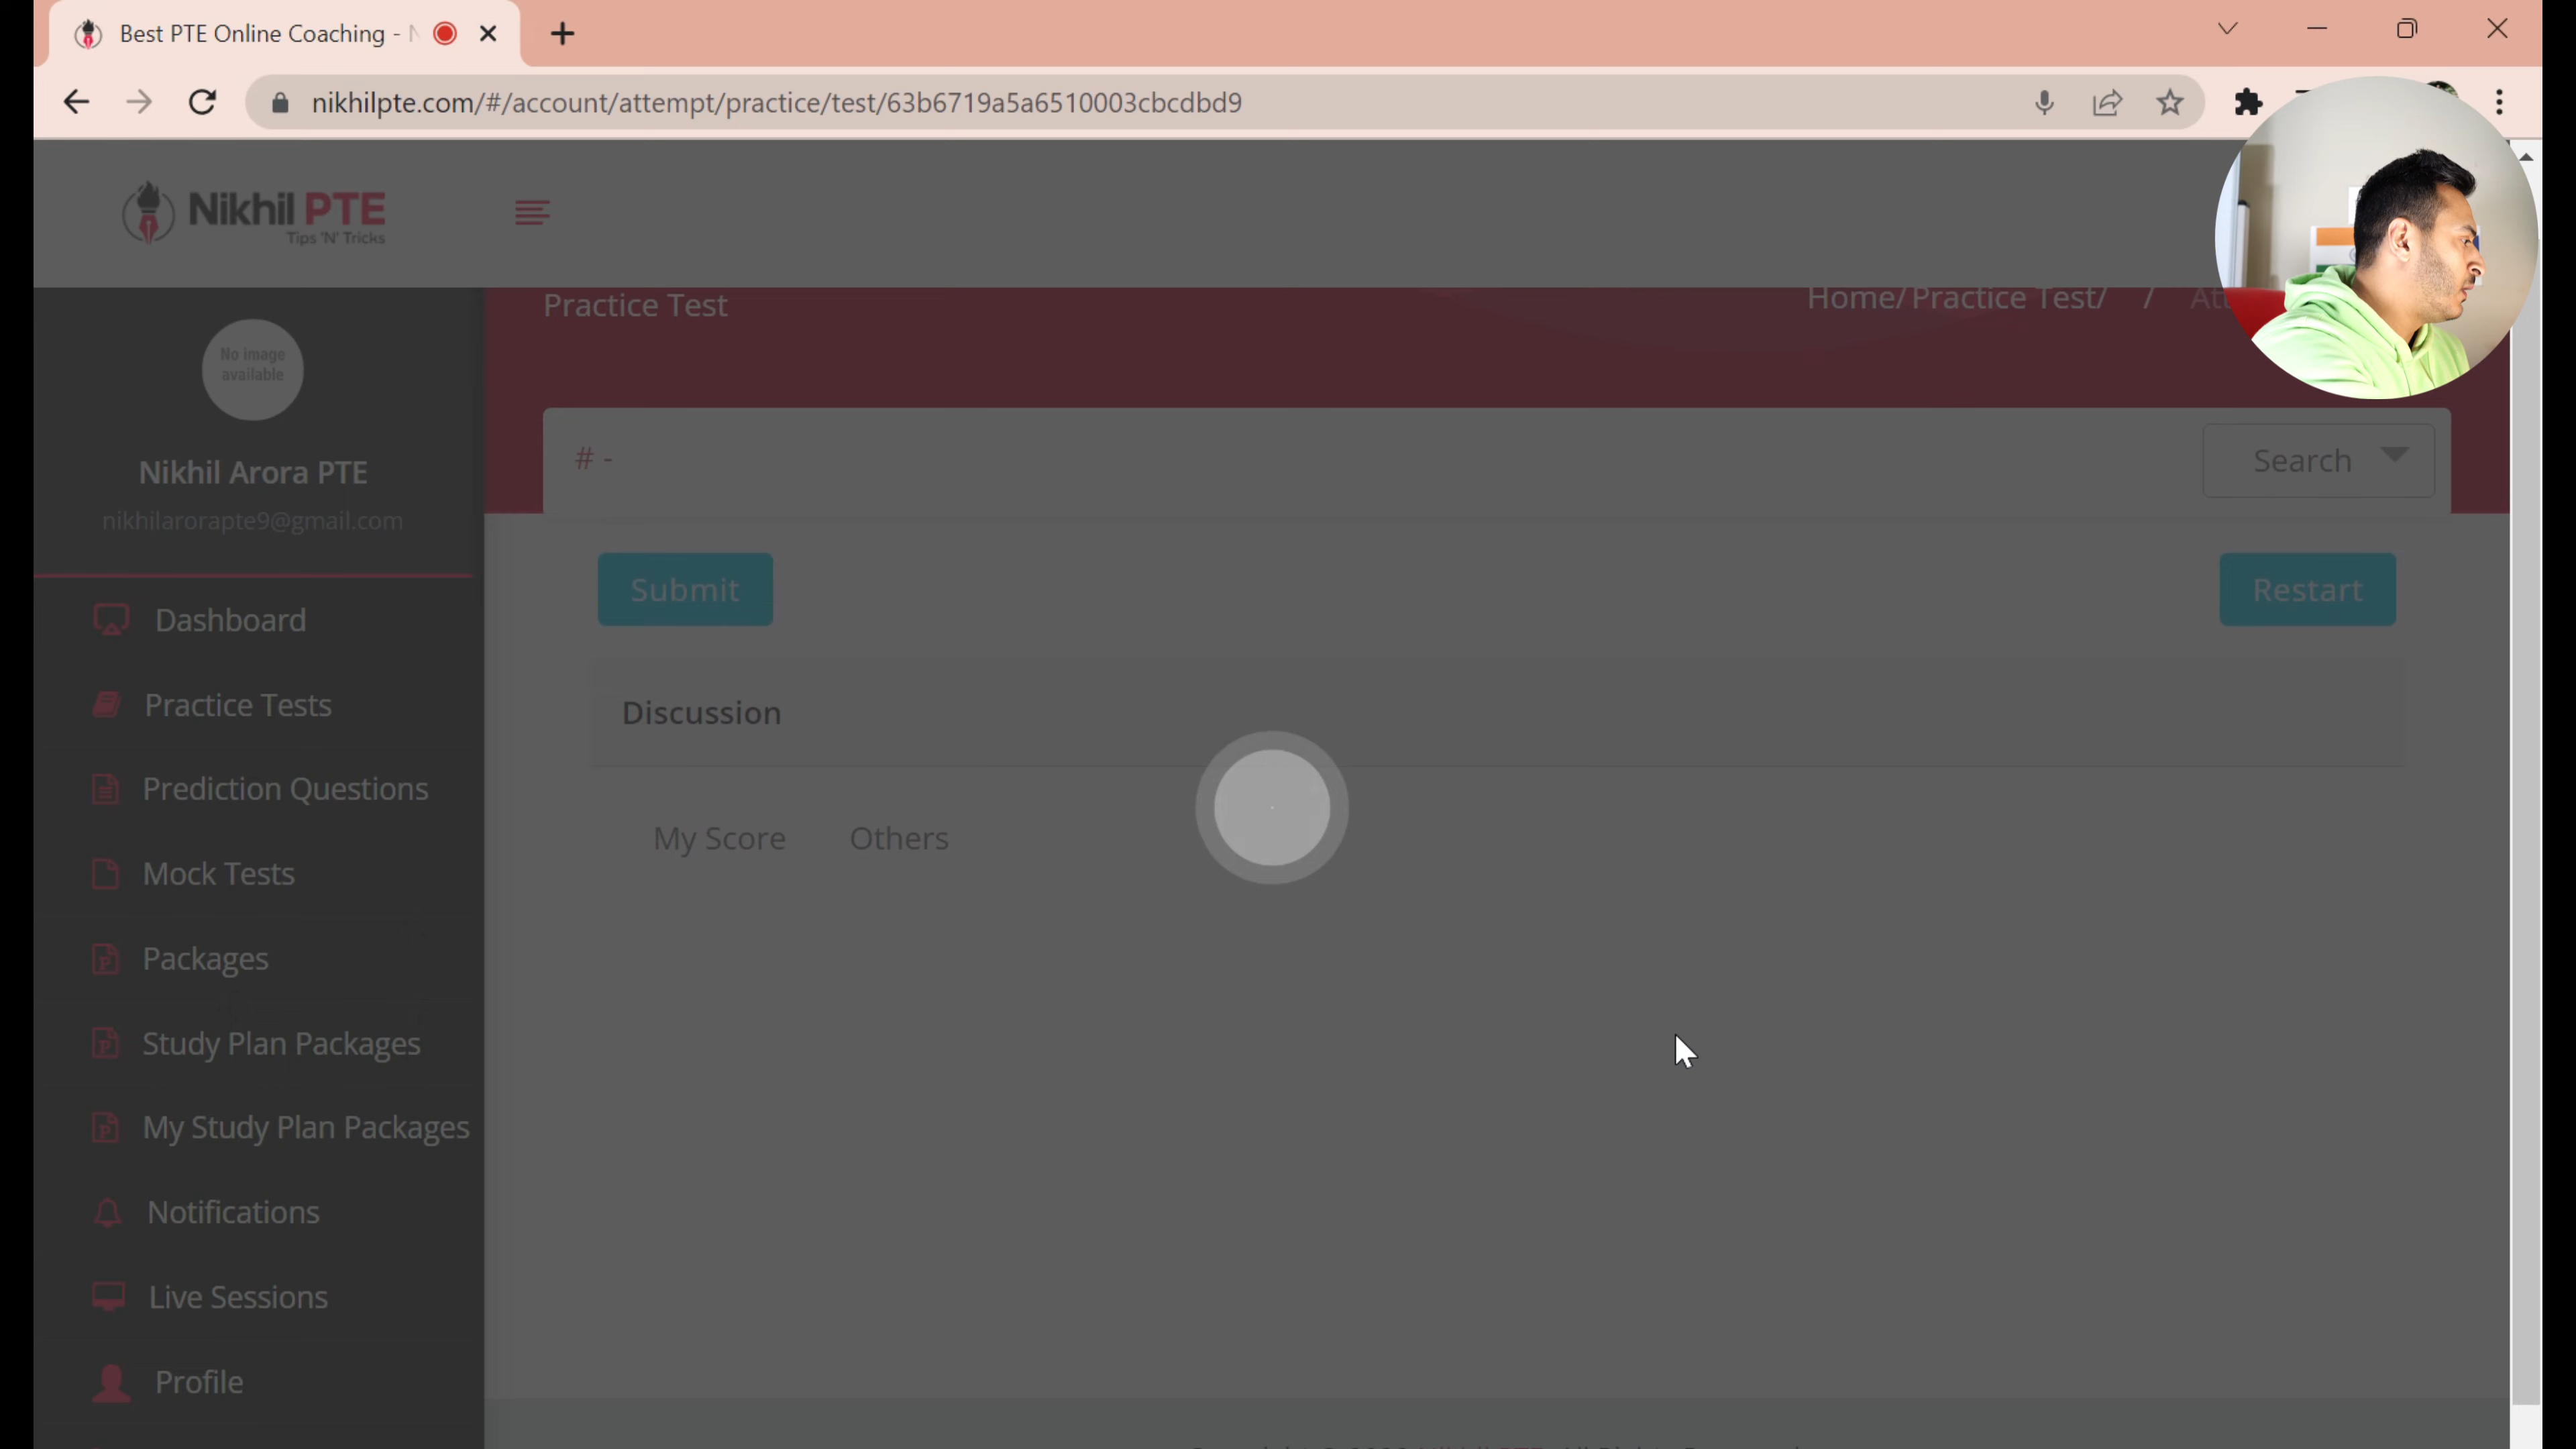 Best PTE Online Coaching -
nikhilpte.com/#/account/attempt/practice/test/63b6719a5a6510003cbcdbd9
Nikhil PTE
Tips 'N' Tricks
Practice Test
Home/ Practice Test/ /
No image
available
# -
Search
Nikhil Arora PTE
nikhilarorapte9@gmail.com
Submit
Restart
Dashboard
Practice Tests
Discussion
Prediction Questions
My Score Others
Mock Tests
Packages
Study Plan Packages
My Study Plan Packages
Notifications
Live Sessions
Profile